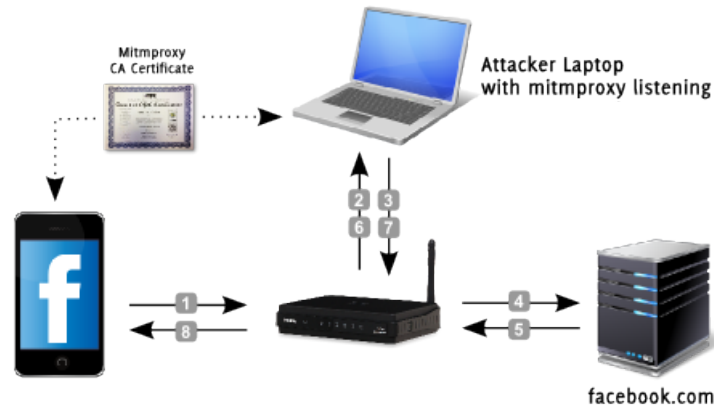 Mitmproxy
CA Certificate
Attacker Laptop
with mitmproxy listening
2
3
6
7
f
1
4
8
5
facebook.com